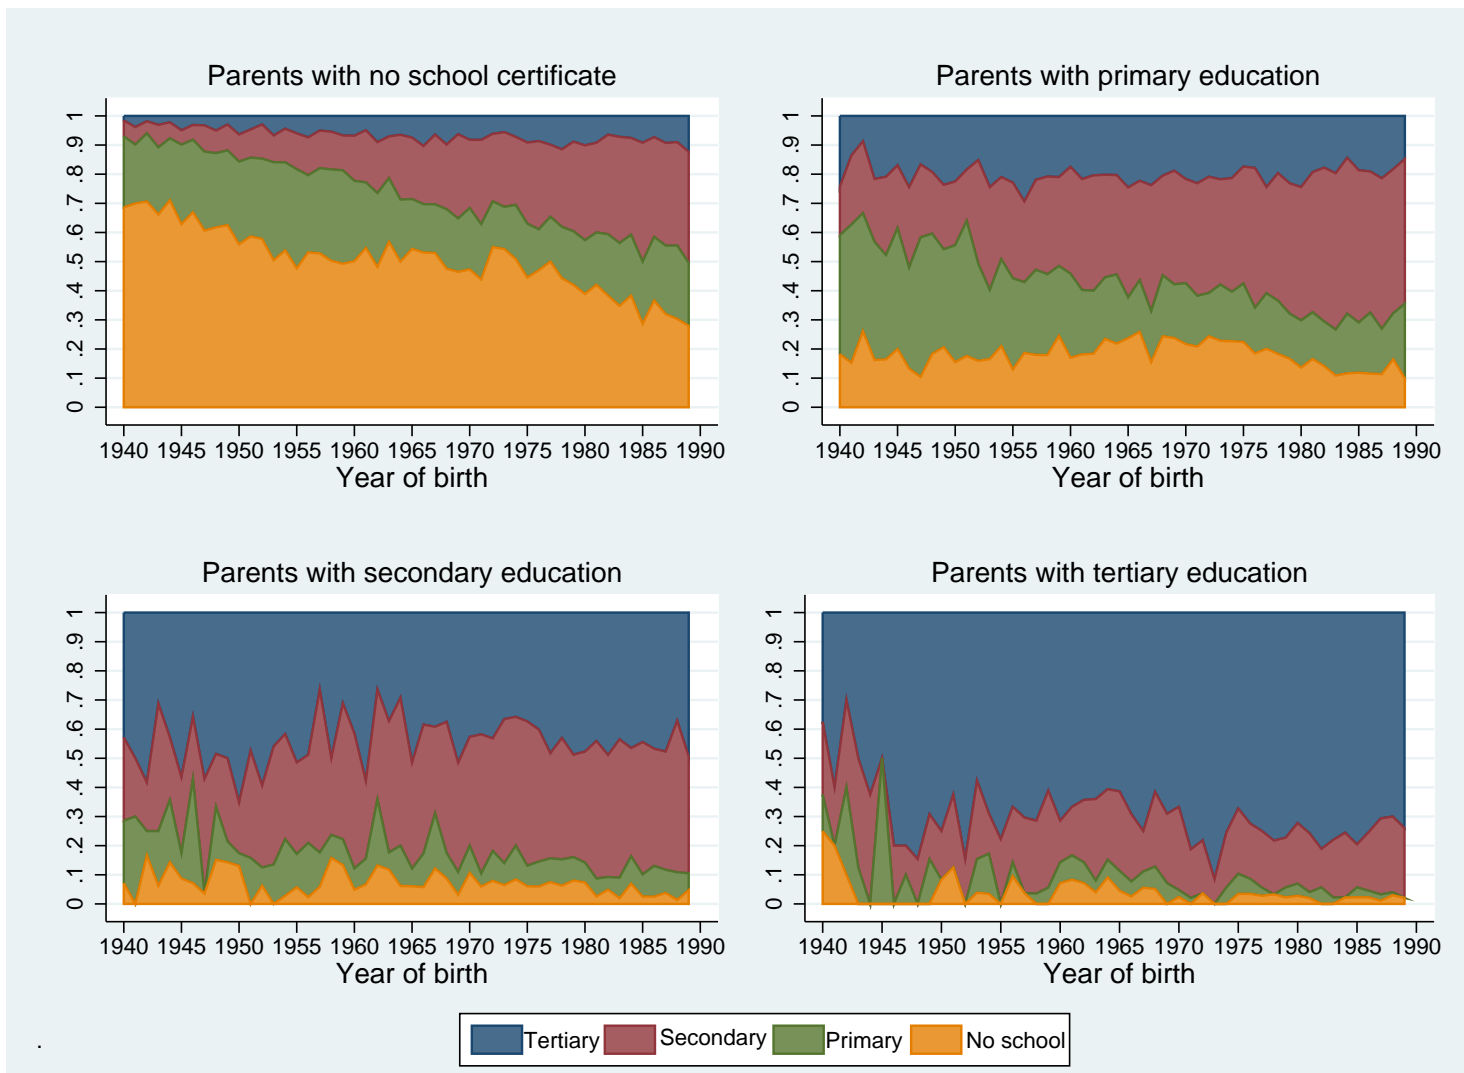 Parents with no school certificate
0 .1 .2 .3 .4 .5 .6 .7 .8 .9 1
1940 1945 1950 1955 1960 1965 1970 1975 1980 1985 1990
Year of birth
Parents with primary education
0 .1 .2 .3 .4 .5 .6 .7 .8 .9 1
1940 1945 1950 1955 1960 1965 1970 1975 1980 1985 1990
Year of birth
Parents with secondary education
0 .1 .2 .3 .4 .5 .6 .7 .8 .9 1
1940 1945 1950 1955 1960 1965 1970 1975 1980 1985 1990
Year of birth
Parents with tertiary education
0 .1 .2 .3 .4 .5 .6 .7 .8 .9 1
1940 1945 1950 1955 1960 1965 1970 1975 1980 1985 1990
Year of birth
Tertiary Secondary Primary No school
.